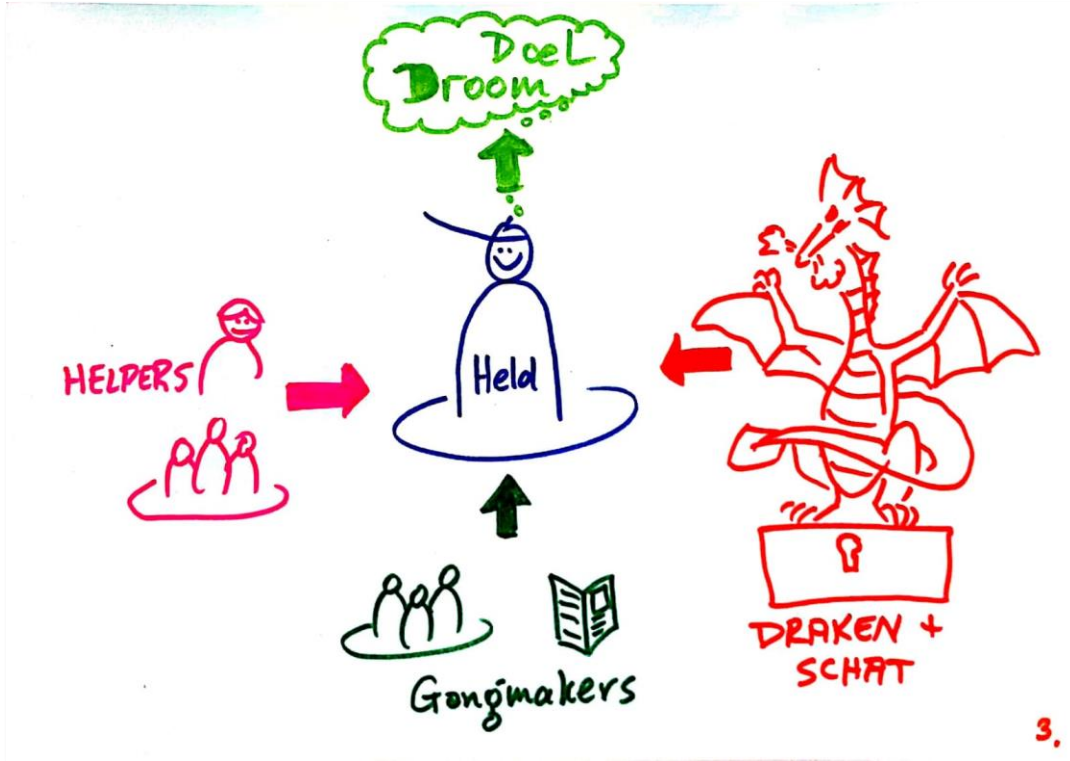 Doel
Droom
HELPERS
Held
Gangmakers
DRAKEN +
SCHAT
3.